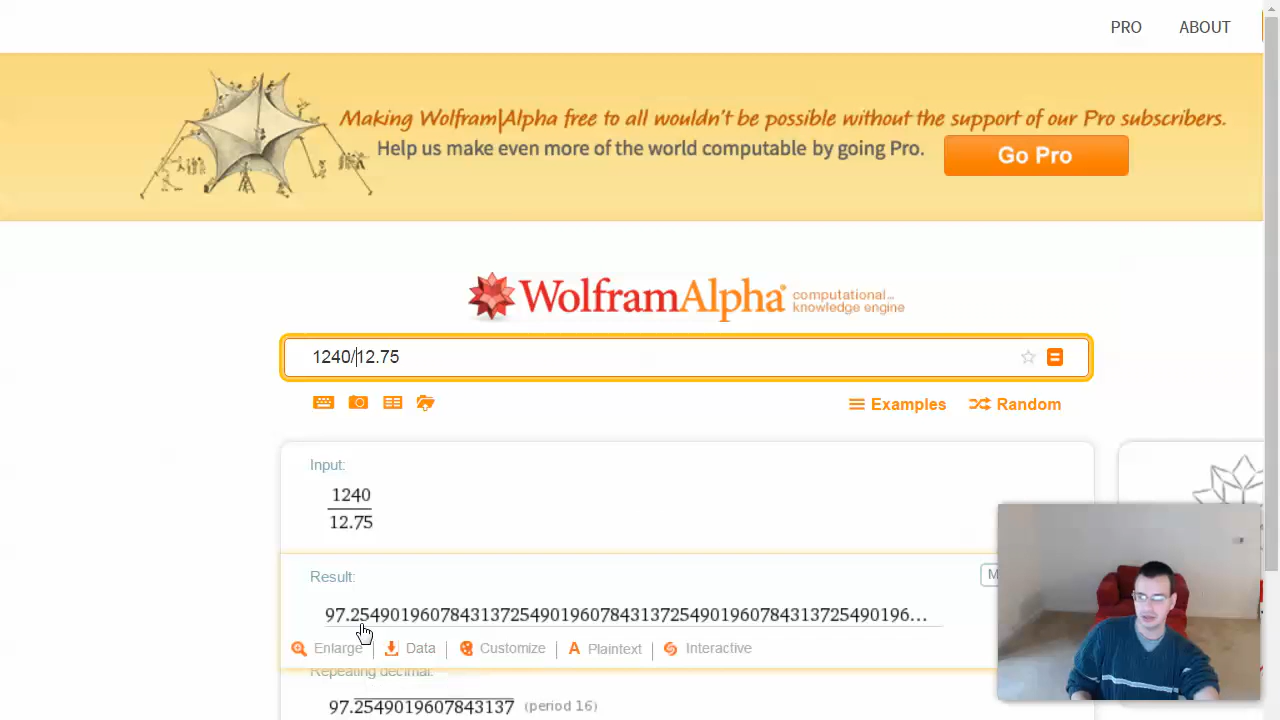 PRO ABOUT
Making Wolfram|Alpha free to all wouldn't be possible without the support of our Pro subscribers.
Help us make even more of the world computable by going Pro. Go Pro
WolframAlpha computational...
knowledge engine
1240/12.75
Examples Random
Input:
1240
12.75
Result:
97.2549019607843137254901960784313725490196078431372549019 6...
Enlarge Data Customize Plaintext Interactive
Repeating decimal:
97.2549019607843137 (period 16)